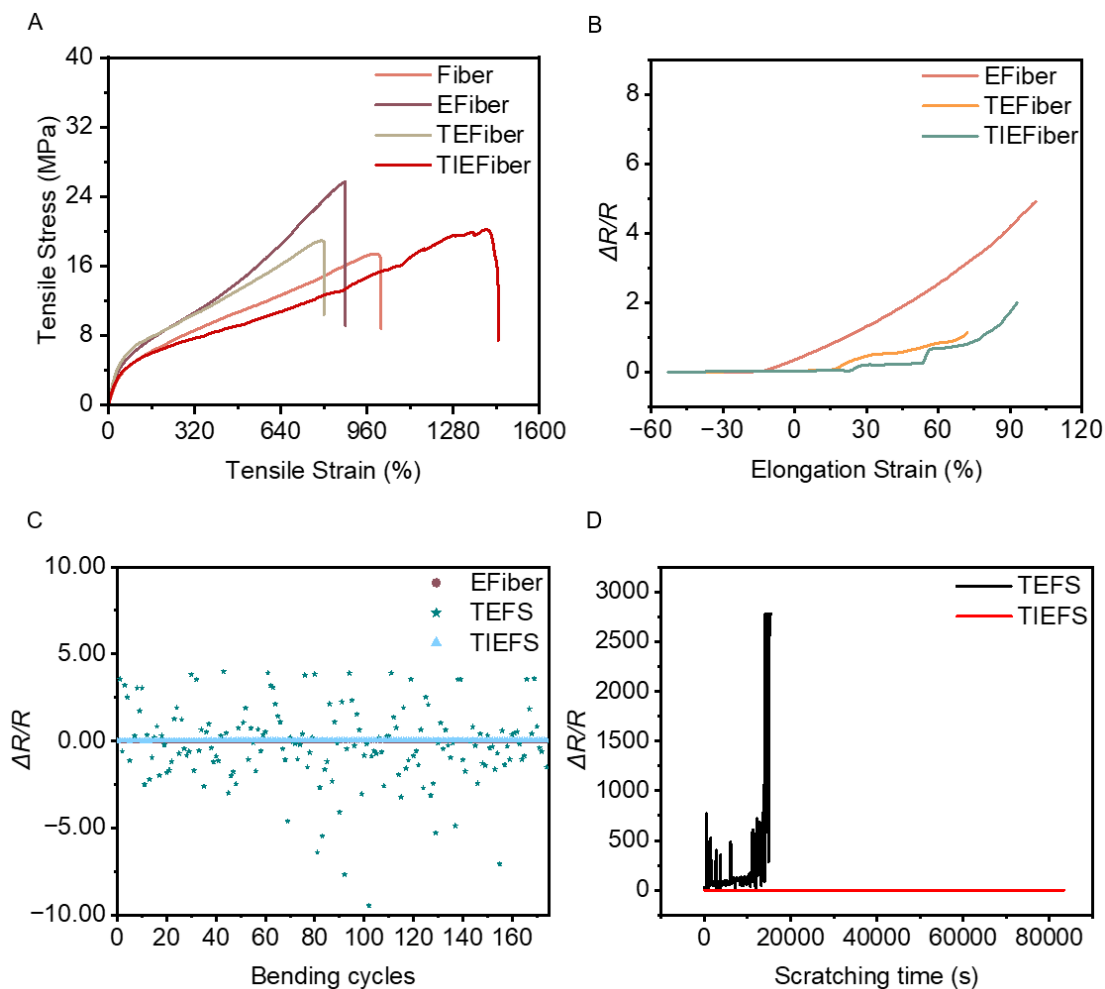 A
40
32
24
16
8
0
Tensile Stress (MPa)
Fiber
EFiber
TEFiber
TIEFiber
0 320 640 960 1280 1600
Tensile Strain (%)
B
8
6
4
2
0
ΔR/R
EFiber
TEFiber
TIEFiber
−60 −30 0 30 60 90 120
Elongation Strain (%)
C
10.00
5.00
0.00
−5.00
−10.00
ΔR/R
EFiber
TEFS
TIEFS
0 20 40 60 80 100 120 140 160
Bending cycles
D
3000
2500
2000
1500
1000
500
0
ΔR/R
TEFS
TIEFS
0 20000 40000 60000 80000
Scratching time (s)